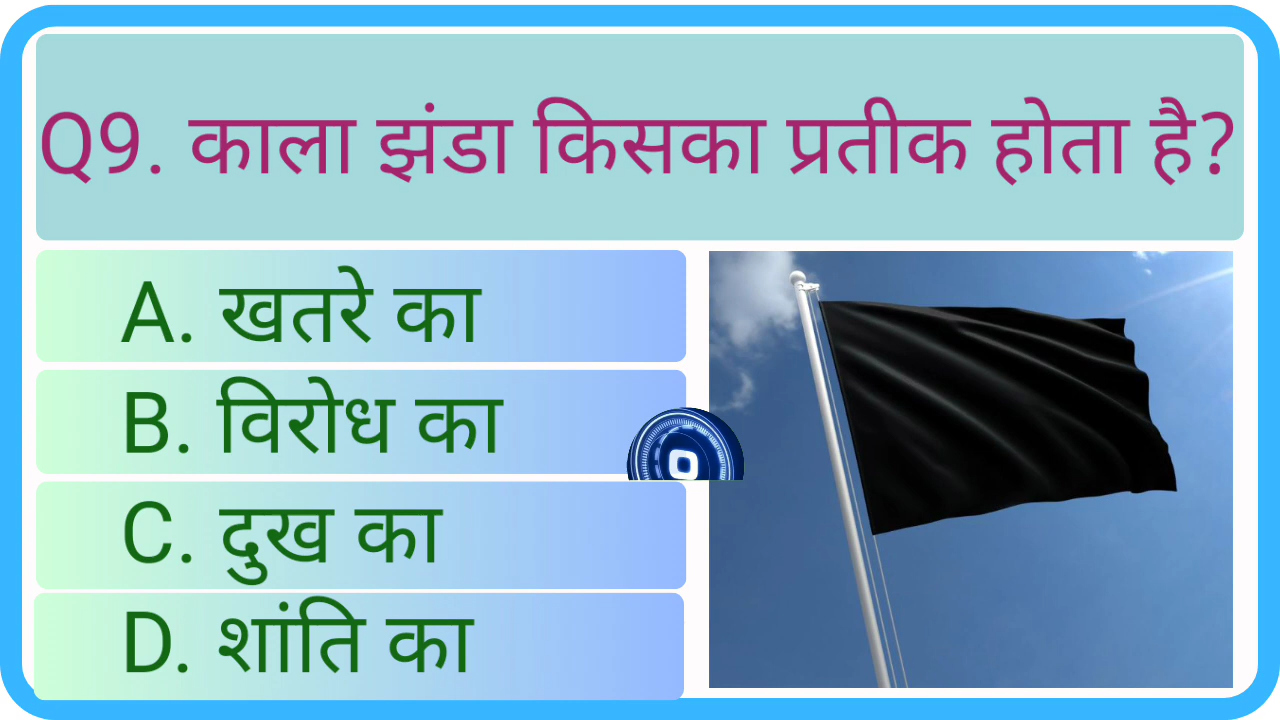 Q9. काला झंडा किसका प्रतीक होता है?
A. खतरे का
B. विरोध का
C. दुख का
D. शांति का